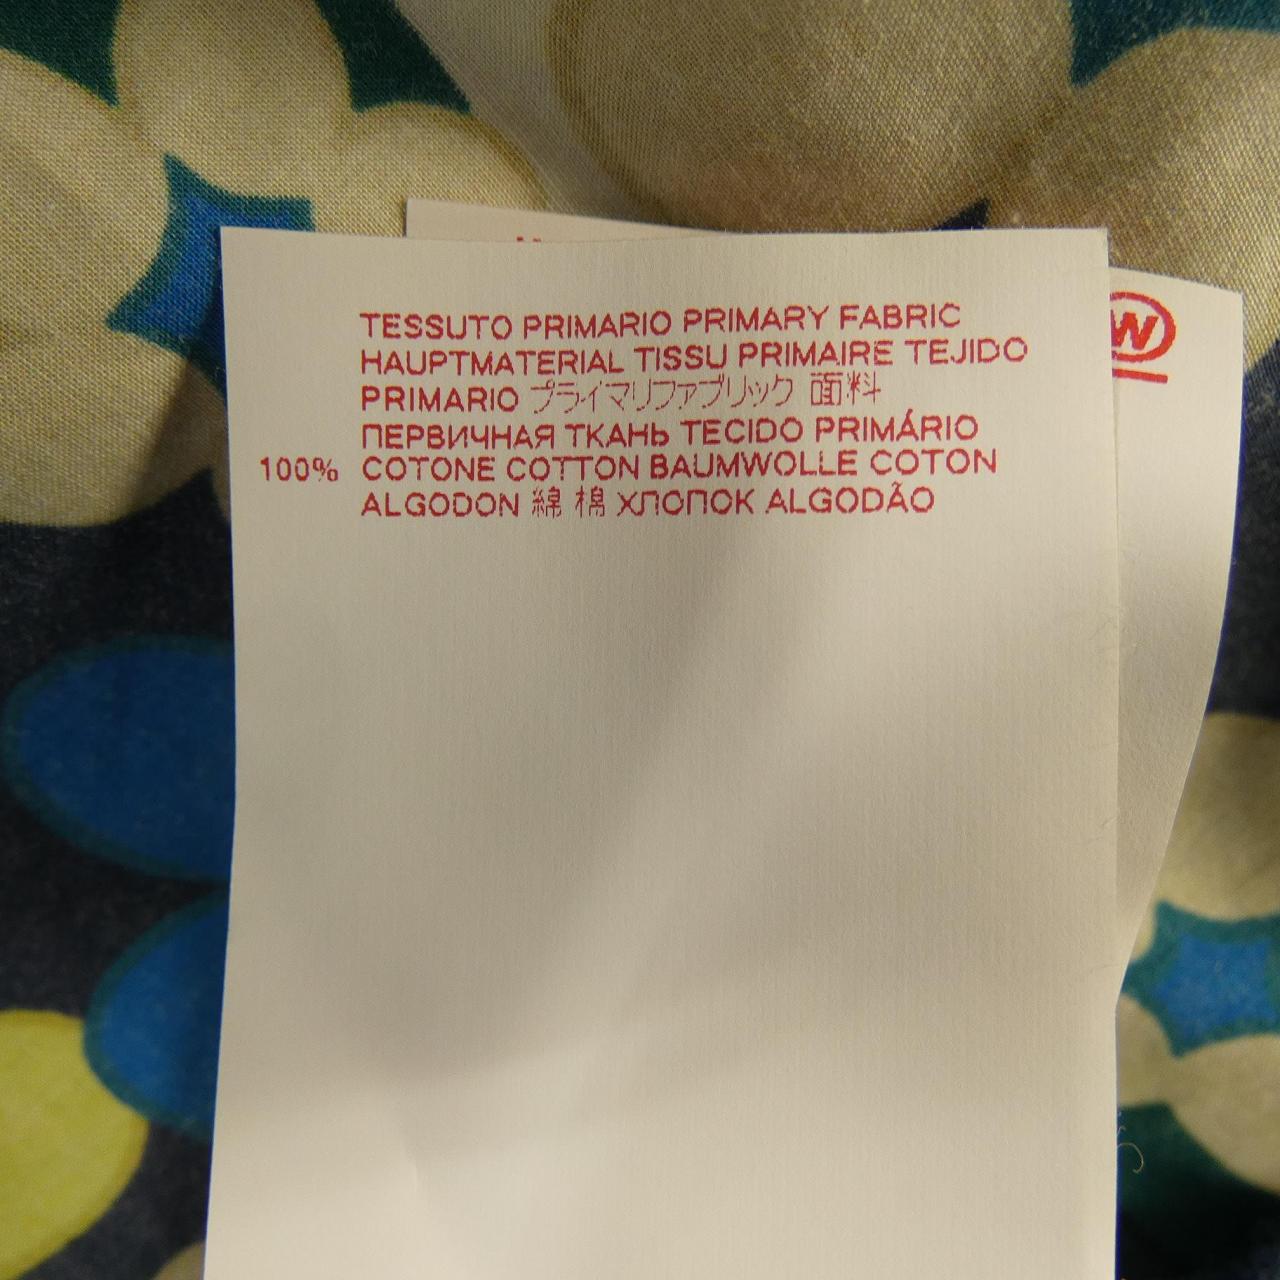 TESSUTO PRIMARIO PRIMARY FABRIC
HAUPTMATERIAL TISSU PRIMAIRE TEJIDO
PRIMARIO プライマリファブリック 面料
ПЕРВИЧНАЯ ТКАНЬ TECIDO PRIMÁRIO
100% COTONE COTTON BAUMWOLLE COTON
ALGODON 綿 棉 ХЛОПОК ALGODÃO
W